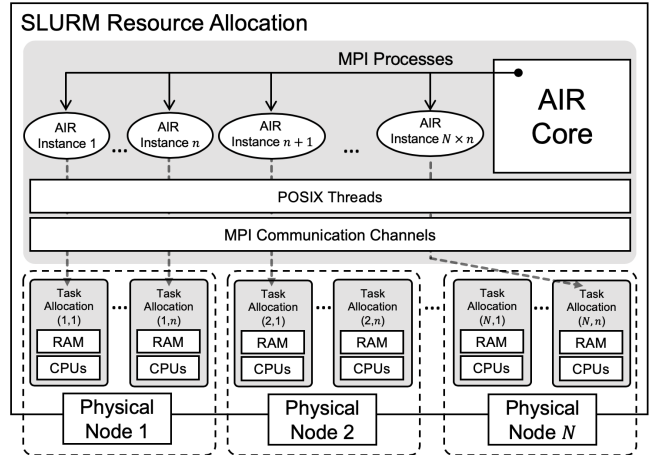 SLURM Resource Allocation
MPI Processes
AIR
Core
AIR
Instance 1
...
AIR
Instance n
AIR
Instance n + 1
...
AIR
Instance N × n
POSIX Threads
MPI Communication Channels
Task
Allocation
(1,1)
RAM
CPUs
...
Task
Allocation
(1,n)
RAM
CPUs
Task
Allocation
(2,1)
RAM
CPUs
...
Task
Allocation
(2,n)
RAM
CPUs
...
Task
Allocation
(N,1)
RAM
CPUs
...
Task
Allocation
(N,n)
RAM
CPUs
Physical
Node 1
Physical
Node 2
Physical
Node N